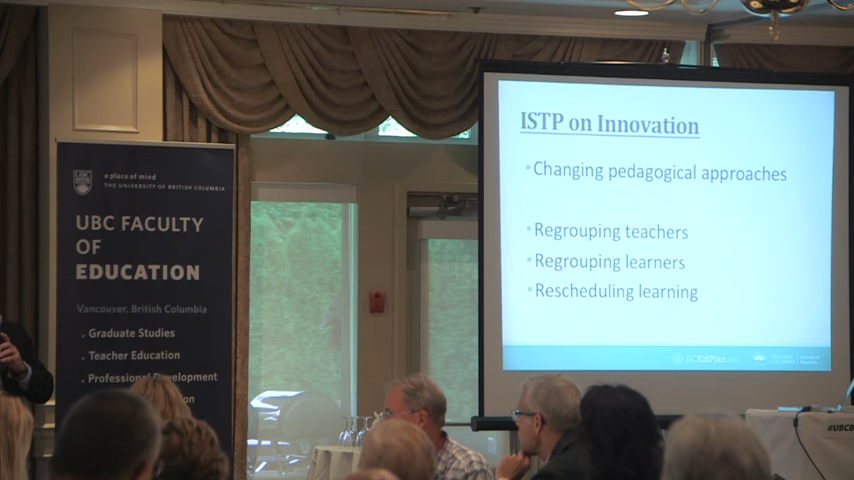 UBC
a place of mind
THE UNIVERSITY OF BRITISH COLUMBIA
UBC FACULTY
OF
EDUCATION
Vancouver, British Columbia
Graduate Studies
Teacher Education
Professional Development
ISTP on Innovation
•Changing pedagogical approaches
•Regrouping teachers
•Regrouping learners
•Rescheduling learning
BCEdPlan
#UBCB